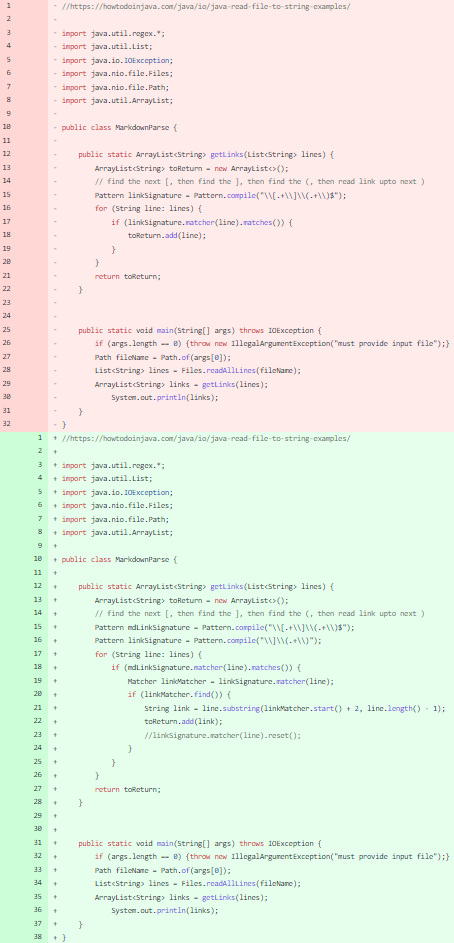 1 - //https://howtodoinjava.com/java/io/java-read-file-to-string-examples/
2 -
3 - import java.util.regex.*;
4 - import java.util.List;
5 - import java.io.IOException;
6 - import java.nio.file.Files;
7 - import java.nio.file.Path;
8 - import java.util.ArrayList;
9 -
10 - public class MarkdownParse {
11 -
12 -     public static ArrayList<String> getLinks(List<String> lines) {
13 -         ArrayList<String> toReturn = new ArrayList<>();
14 -         // find the next [, then find the ], then find the (, then read link upto next )
15 -         Pattern linkSignature = Pattern.compile("\\[.+\\]\\(.+\\)$");
16 -         for (String line: lines) {
17 -             if (linkSignature.matcher(line).matches()) {
18 -                 toReturn.add(line);
19 -             }
20 -         }
21 -         return toReturn;
22 -     }
23 -
24 -
25 -     public static void main(String[] args) throws IOException {
26 -         if (args.length == 0) {throw new IllegalArgumentException("must provide input file");}
27 -         Path fileName = Path.of(args[0]);
28 -         List<String> lines = Files.readAllLines(fileName);
29 -         ArrayList<String> links = getLinks(lines);
30 -             System.out.println(links);
31 -     }
32 - }
1 + //https://howtodoinjava.com/java/io/java-read-file-to-string-examples/
2 +
3 + import java.util.regex.*;
4 + import java.util.List;
5 + import java.io.IOException;
6 + import java.nio.file.Files;
7 + import java.nio.file.Path;
8 + import java.util.ArrayList;
9 +
10 + public class MarkdownParse {
11 +
12 +     public static ArrayList<String> getLinks(List<String> lines) {
13 +         ArrayList<String> toReturn = new ArrayList<>();
14 +         // find the next [, then find the ], then find the (, then read link upto next )
15 +         Pattern mdLinkSignature = Pattern.compile("\\[.+\\]\\(.+\\)$");
16 +         Pattern linkSignature = Pattern.compile("\\]\\(.+\\)");
17 +         for (String line: lines) {
18 +             if (mdLinkSignature.matcher(line).matches()) {
19 +                 Matcher linkMatcher = linkSignature.matcher(line);
20 +                 if (linkMatcher.find()) {
21 +                     String link = line.substring(linkMatcher.start() + 2, line.length() - 1);
22 +                     toReturn.add(link);
23 +                     //linkSignature.matcher(line).reset();
24 +                 }
25 +             }
26 +         }
27 +         return toReturn;
28 +     }
29 +
30 +
31 +     public static void main(String[] args) throws IOException {
32 +         if (args.length == 0) {throw new IllegalArgumentException("must provide input file");}
33 +         Path fileName = Path.of(args[0]);
34 +         List<String> lines = Files.readAllLines(fileName);
35 +         ArrayList<String> links = getLinks(lines);
36 +             System.out.println(links);
37 +     }
38 + }